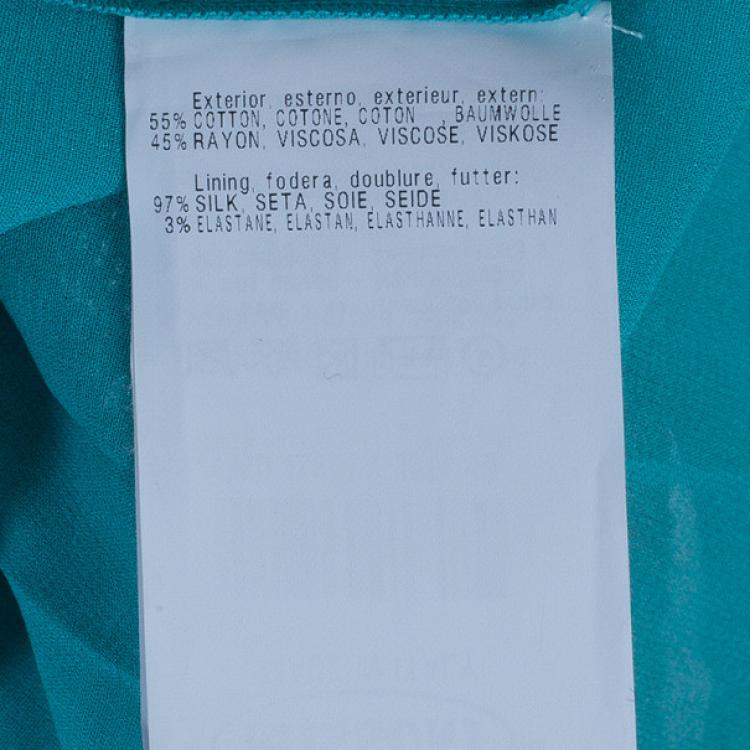 Exterior, esterno, exterieur, extern:
55% COTTON, COTONE, COTON , BAUMWOLLE
45% RAYON, VISCOSA, VISCOSE, VISKOSE
Lining, fodera, doublure, futter:
97% SILK, SETA, SOIE, SEIDE
3% ELASTANE, ELASTAN, ELASTHANNE, ELASTHAN